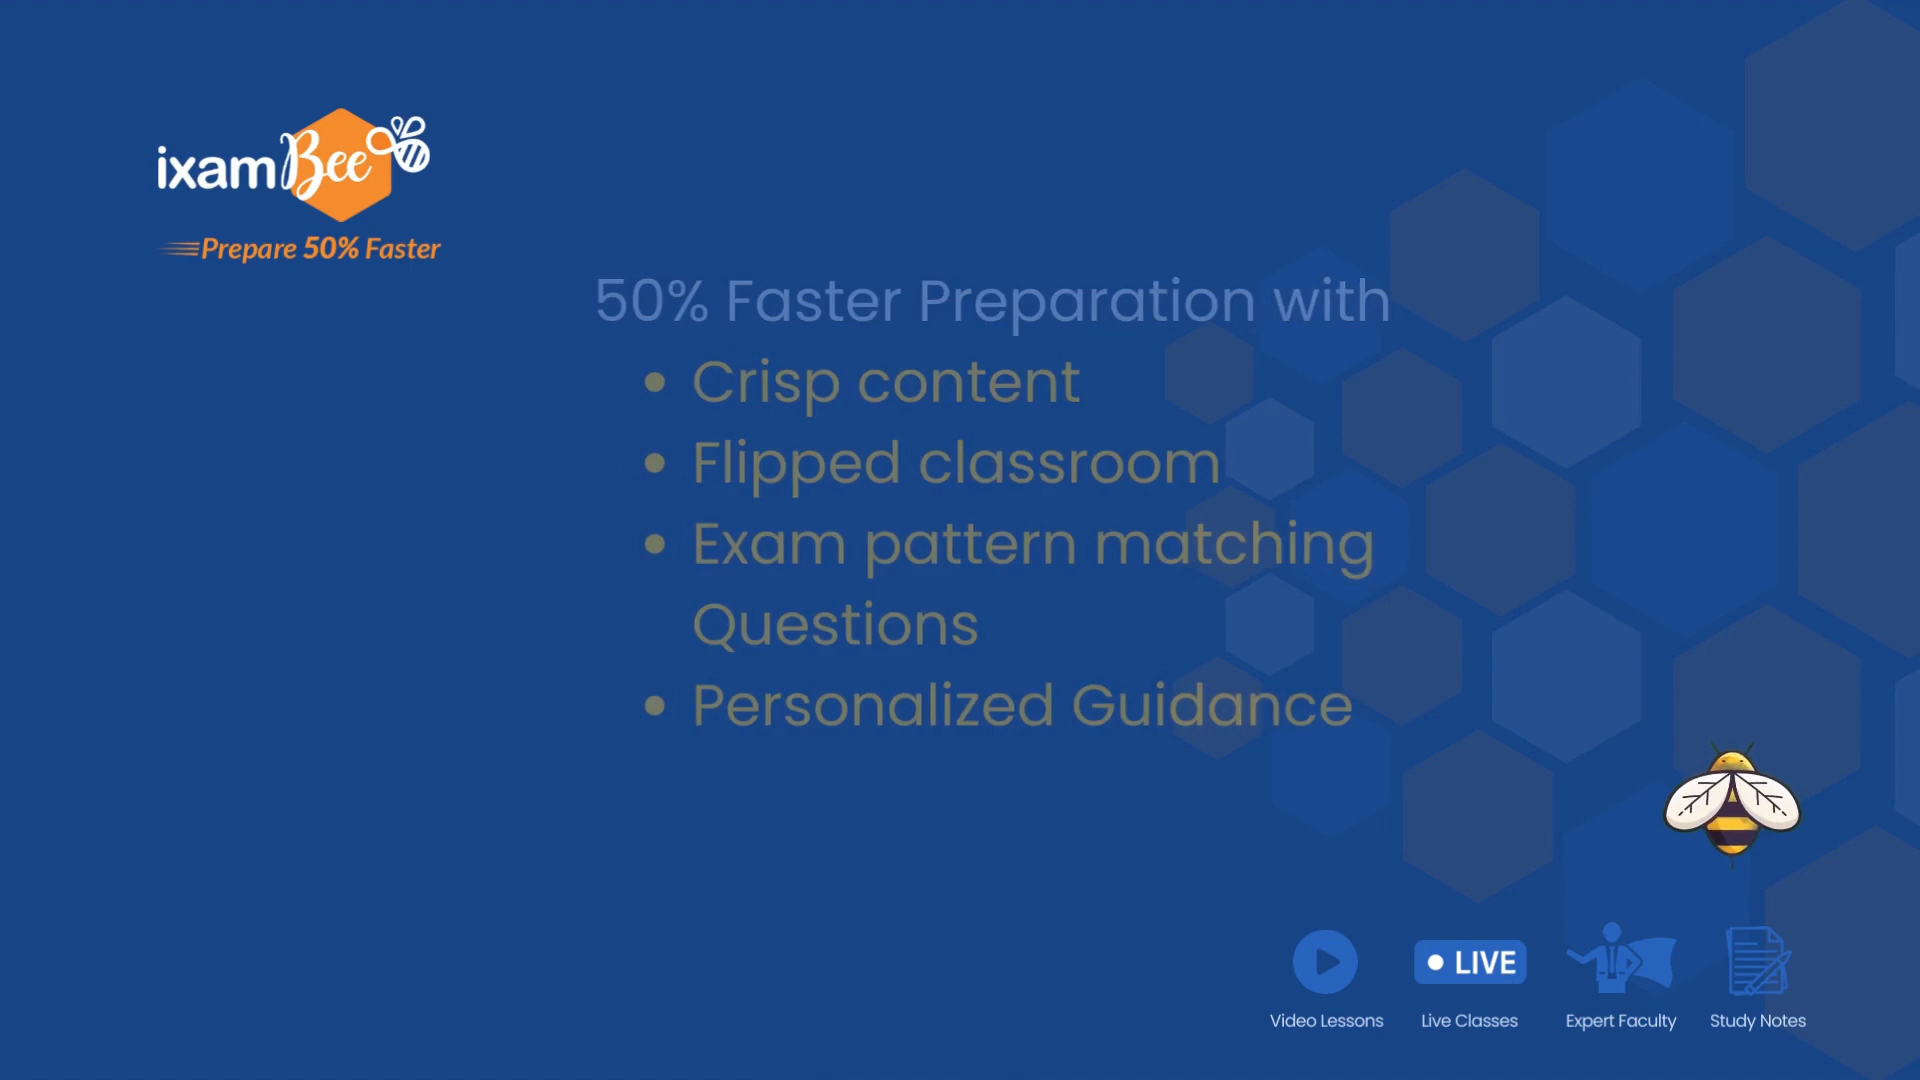 ixamBee
Prepare 50% Faster
50% Faster Preparation with
• Crisp content
• Flipped classroom
• Exam pattern matching
Questions
• Personalized Guidance
LIVE
Video Lessons
Live Classes
Expert Faculty
Study Notes